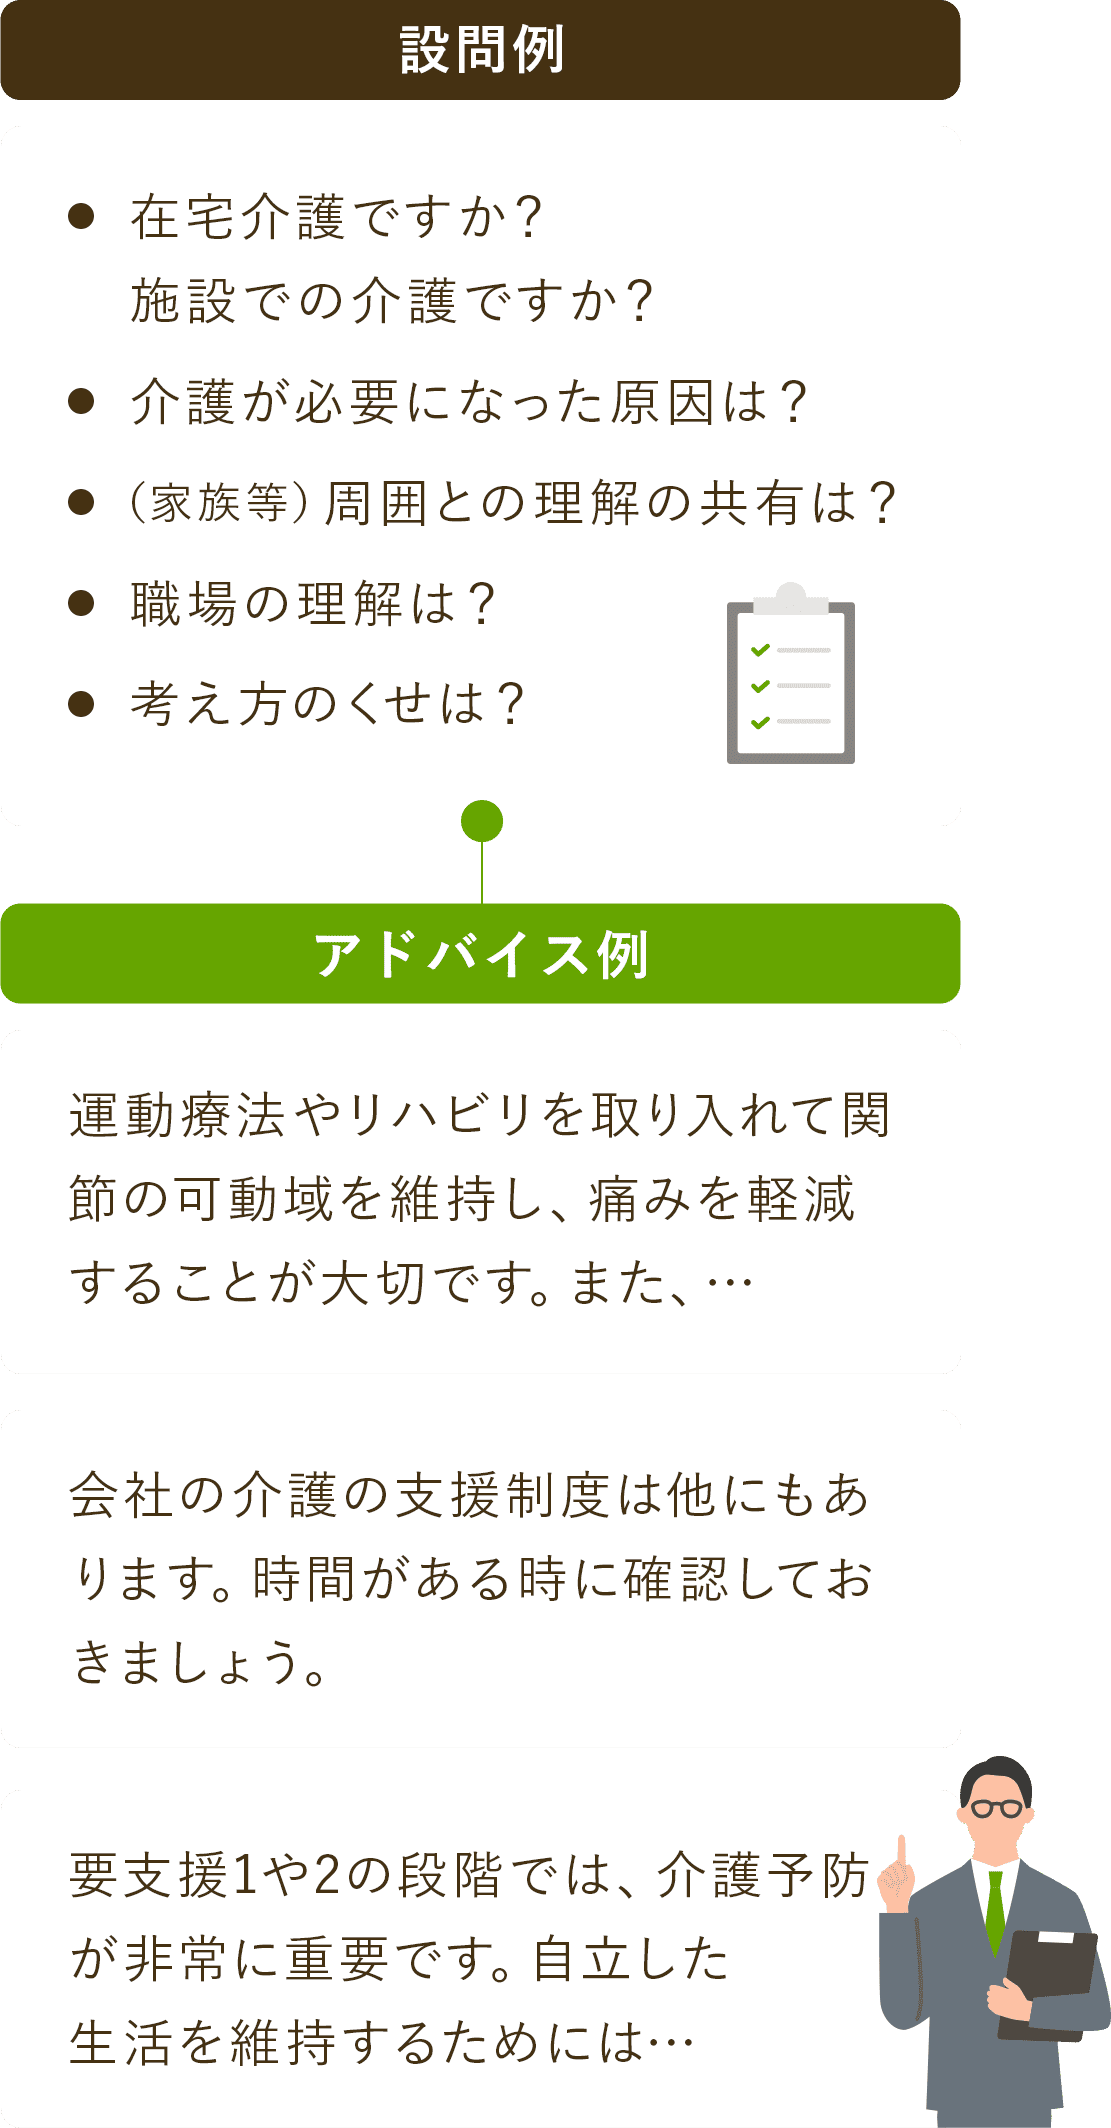 設問例
● 在宅介護ですか？
施設での介護ですか？
● 介護が必要になった原因は？
● （家族等）周囲との理解の共有は？
● 職場の理解は？
● 考え方のくせは？
アドバイス例
運動療法やリハビリを取り入れて関
節の可動域を維持し、痛みを軽減
することが大切です。また、…
会社の介護の支援制度は他にもあ
ります。時間がある時に確認してお
きましょう。
要支援1や2の段階では、介護予防
が非常に重要です。自立した
生活を維持するためには…